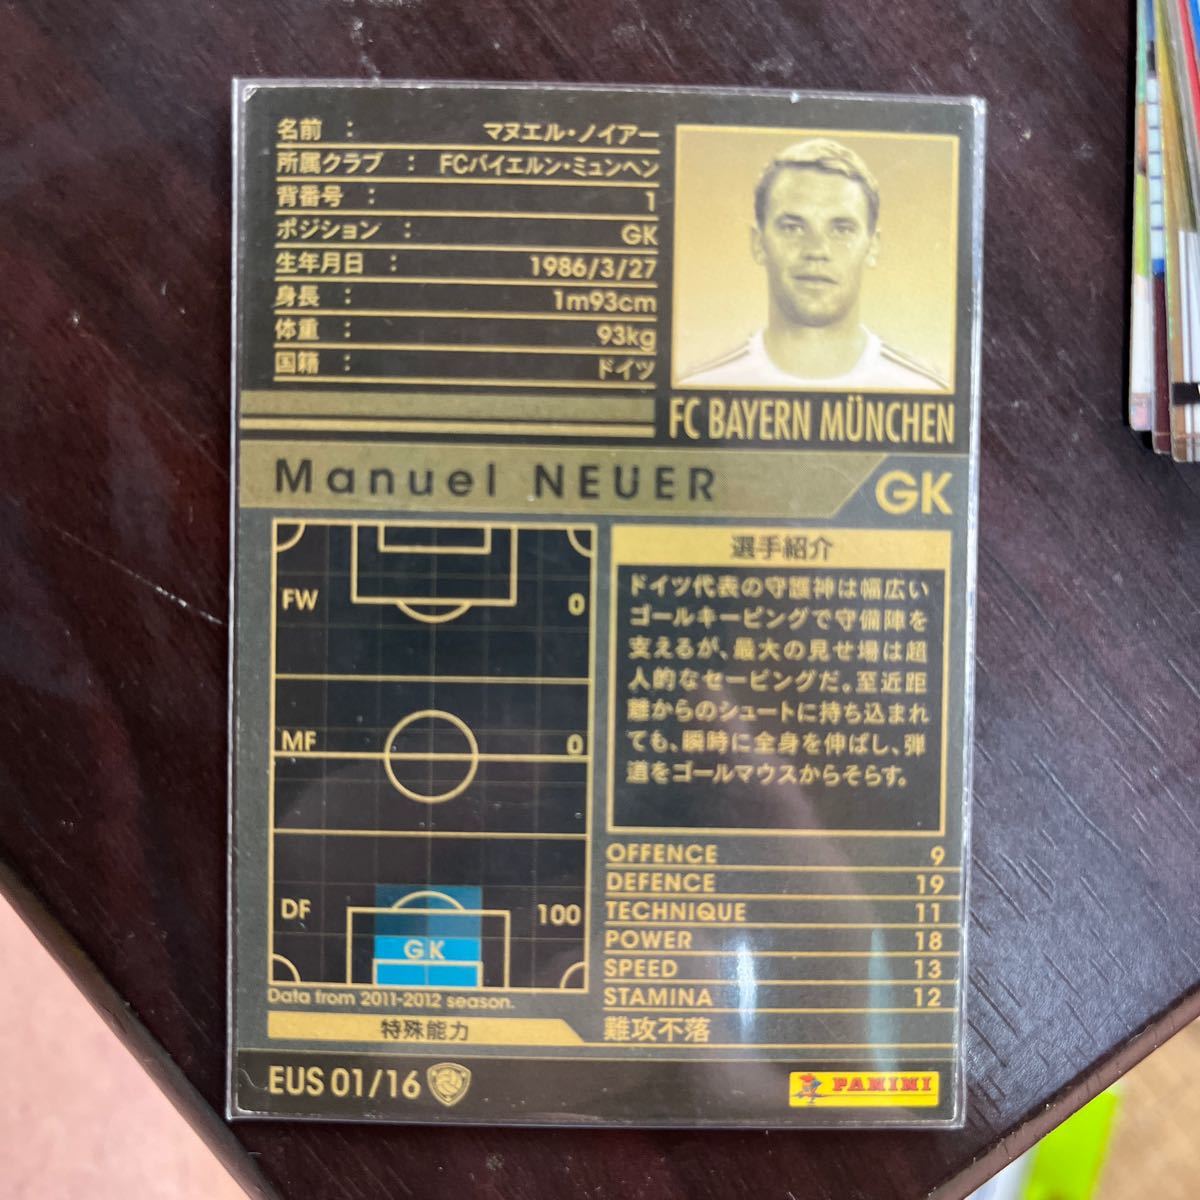 名前 : マヌエル・ノイアー
所属クラブ : FCバイエルン・ミュンヘン
背番号 : 1
ポジション : GK
生年月日 : 1986/3/27
身長 : 1m93cm
体重 : 93kg
国籍 : ドイツ
FC BAYERN MÜNCHEN
Manuel NEUER
GK
FW 0
MF 0
DF 100
GK
Data from 2011-2012 season.
選手紹介
ドイツ代表の守護神は幅広い
ゴールキーピングで守備陣を
支えるが、最大の見せ場は超
人的なセービングだ。至近距
離からのシュートに持ち込まれ
ても、瞬時に全身を伸ばし、弾
道をゴールマウスからそらす。
OFFENCE 9
DEFENCE 19
TECHNIQUE 11
POWER 18
SPEED 13
STAMINA 12
特殊能力 難攻不落
EUS 01/16
PANINI